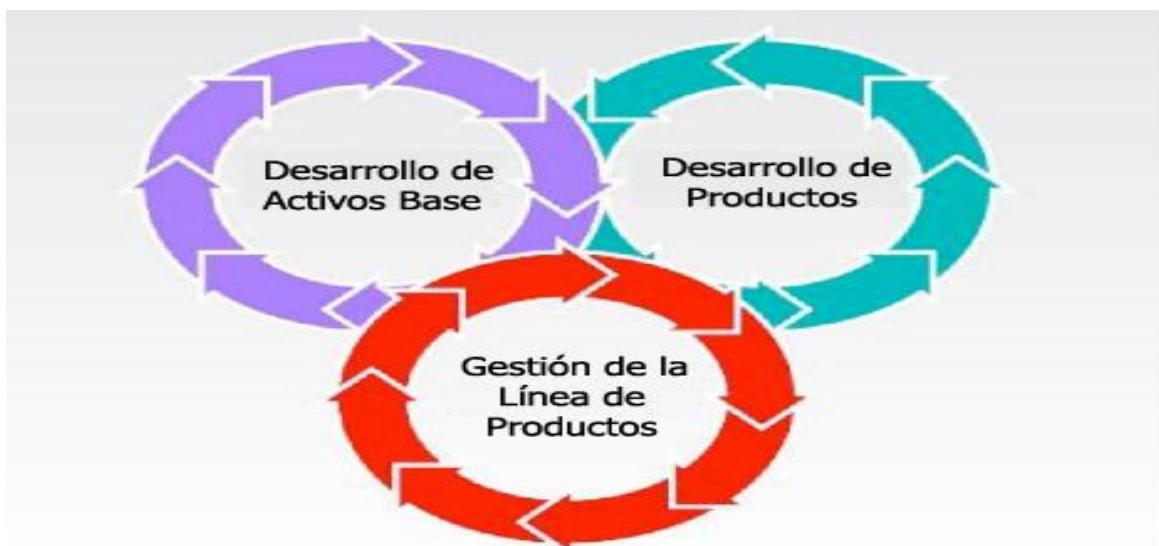 Desarrollo de
Activos Base
Desarrollo de
Productos
Gestión de la
Línea de
Productos